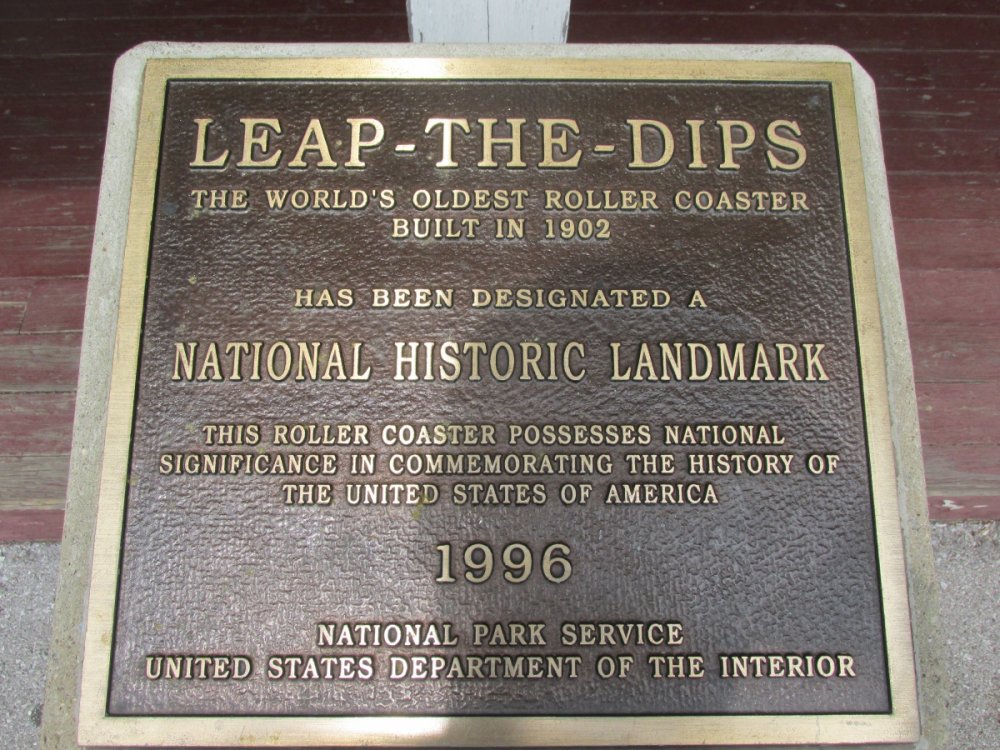 LEAP-THE-DIPS
THE WORLD'S OLDEST ROLLER COASTER
BUILT IN 1902
HAS BEEN DESIGNATED A
NATIONAL HISTORIC LANDMARK
THIS ROLLER COASTER POSSESSES NATIONAL
SIGNIFICANCE IN COMMEMORATING THE HISTORY OF
THE UNITED STATES OF AMERICA
1996
NATIONAL PARK SERVICE
UNITED STATES DEPARTMENT OF THE INTERIOR